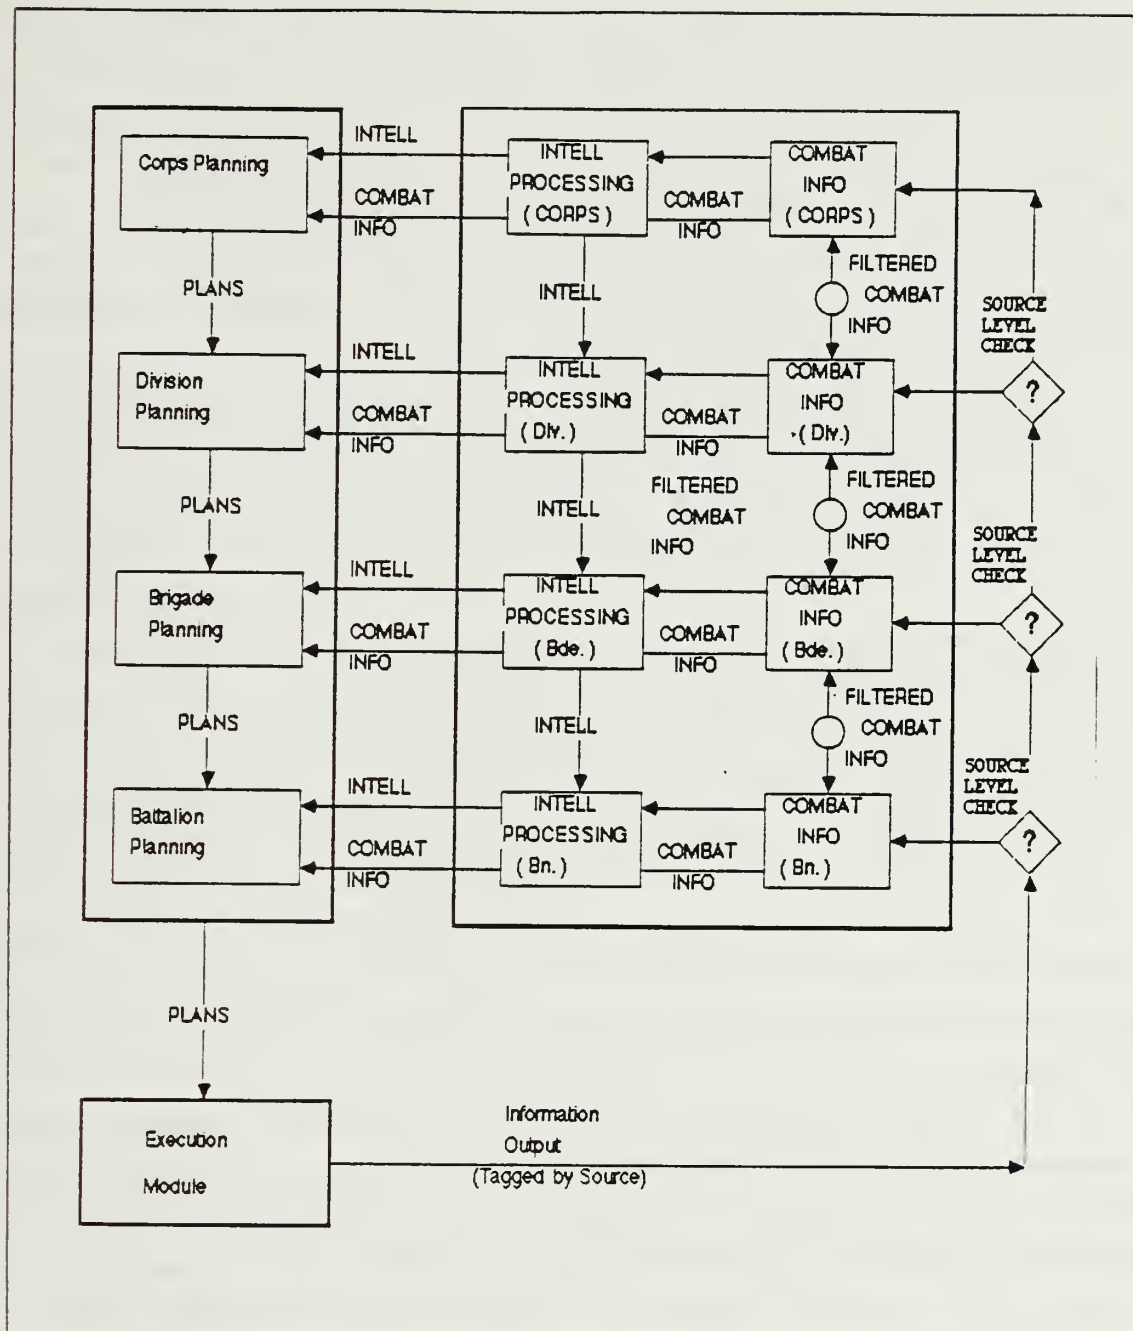 Corps Planning
INTELL
COMBAT
INFO
INTELL
PROCESSING
( CORPS )
COMBAT
INFO
COMBAT
INFO
( CORPS )
PLANS
INTELL
FILTERED
COMBAT
INFO
SOURCE
LEVEL
CHECK
Division
Planning
INTELL
COMBAT
INFO
INTELL
PROCESSING
( Div. )
COMBAT
INFO
COMBAT
INFO
( Div. )
?
PLANS
INTELL
FILTERED
COMBAT
INFO
FILTERED
COMBAT
INFO
SOURCE
LEVEL
CHECK
Brigade
Planning
INTELL
COMBAT
INFO
INTELL
PROCESSING
( Bde. )
COMBAT
INFO
COMBAT
INFO
( Bde. )
?
PLANS
INTELL
FILTERED
COMBAT
INFO
SOURCE
LEVEL
CHECK
Battalion
Planning
INTELL
COMBAT
INFO
INTELL
PROCESSING
( Bn. )
COMBAT
INFO
COMBAT
INFO
( Bn. )
?
PLANS
Execution
Module
Information
Output
(Tagged by Source)